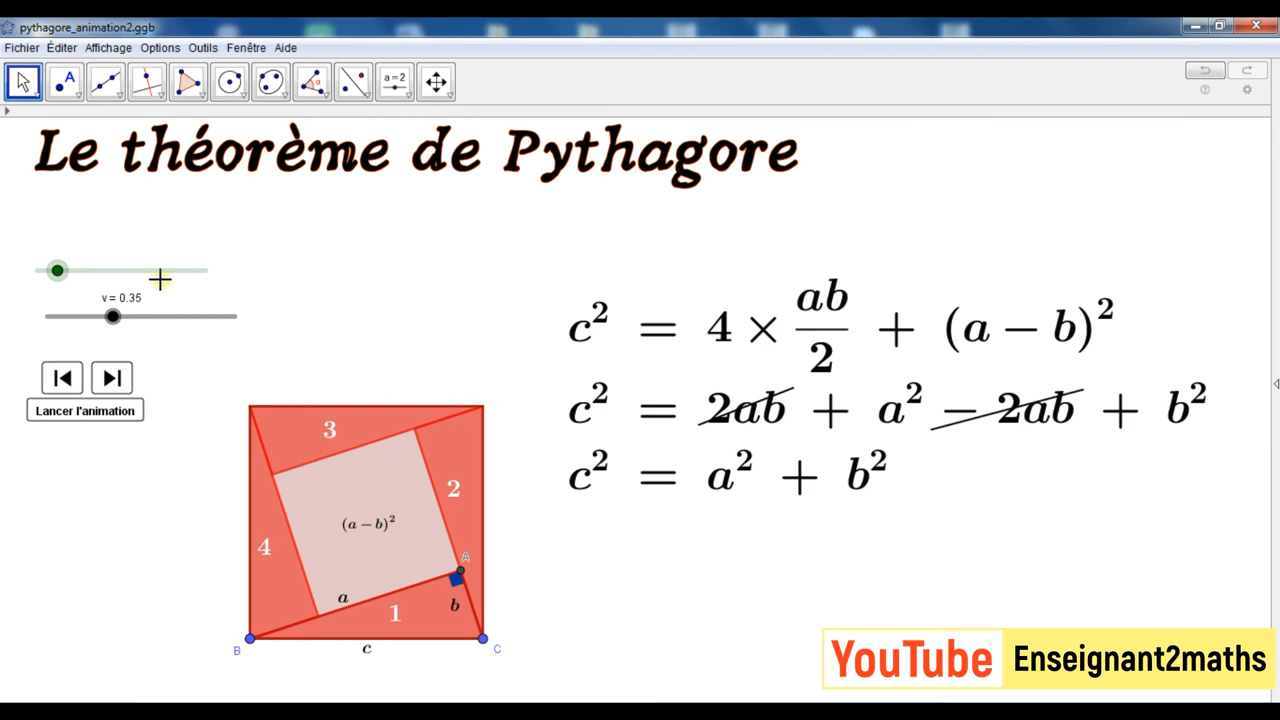 pythagore_animation2.ggb
Fichier Éditer Affichage Options Outils Fenêtre Aide
A
α
a = 2
Le théorème de Pythagore
v = 0.35
Lancer l'animation
c² = 4 × ab/2 + (a − b)²
c² = 2ab + a² − 2ab + b²
c² = a² + b²
3
2
(a − b)²
4
A
a
1
b
B
c
C
YouTube Enseignant2maths